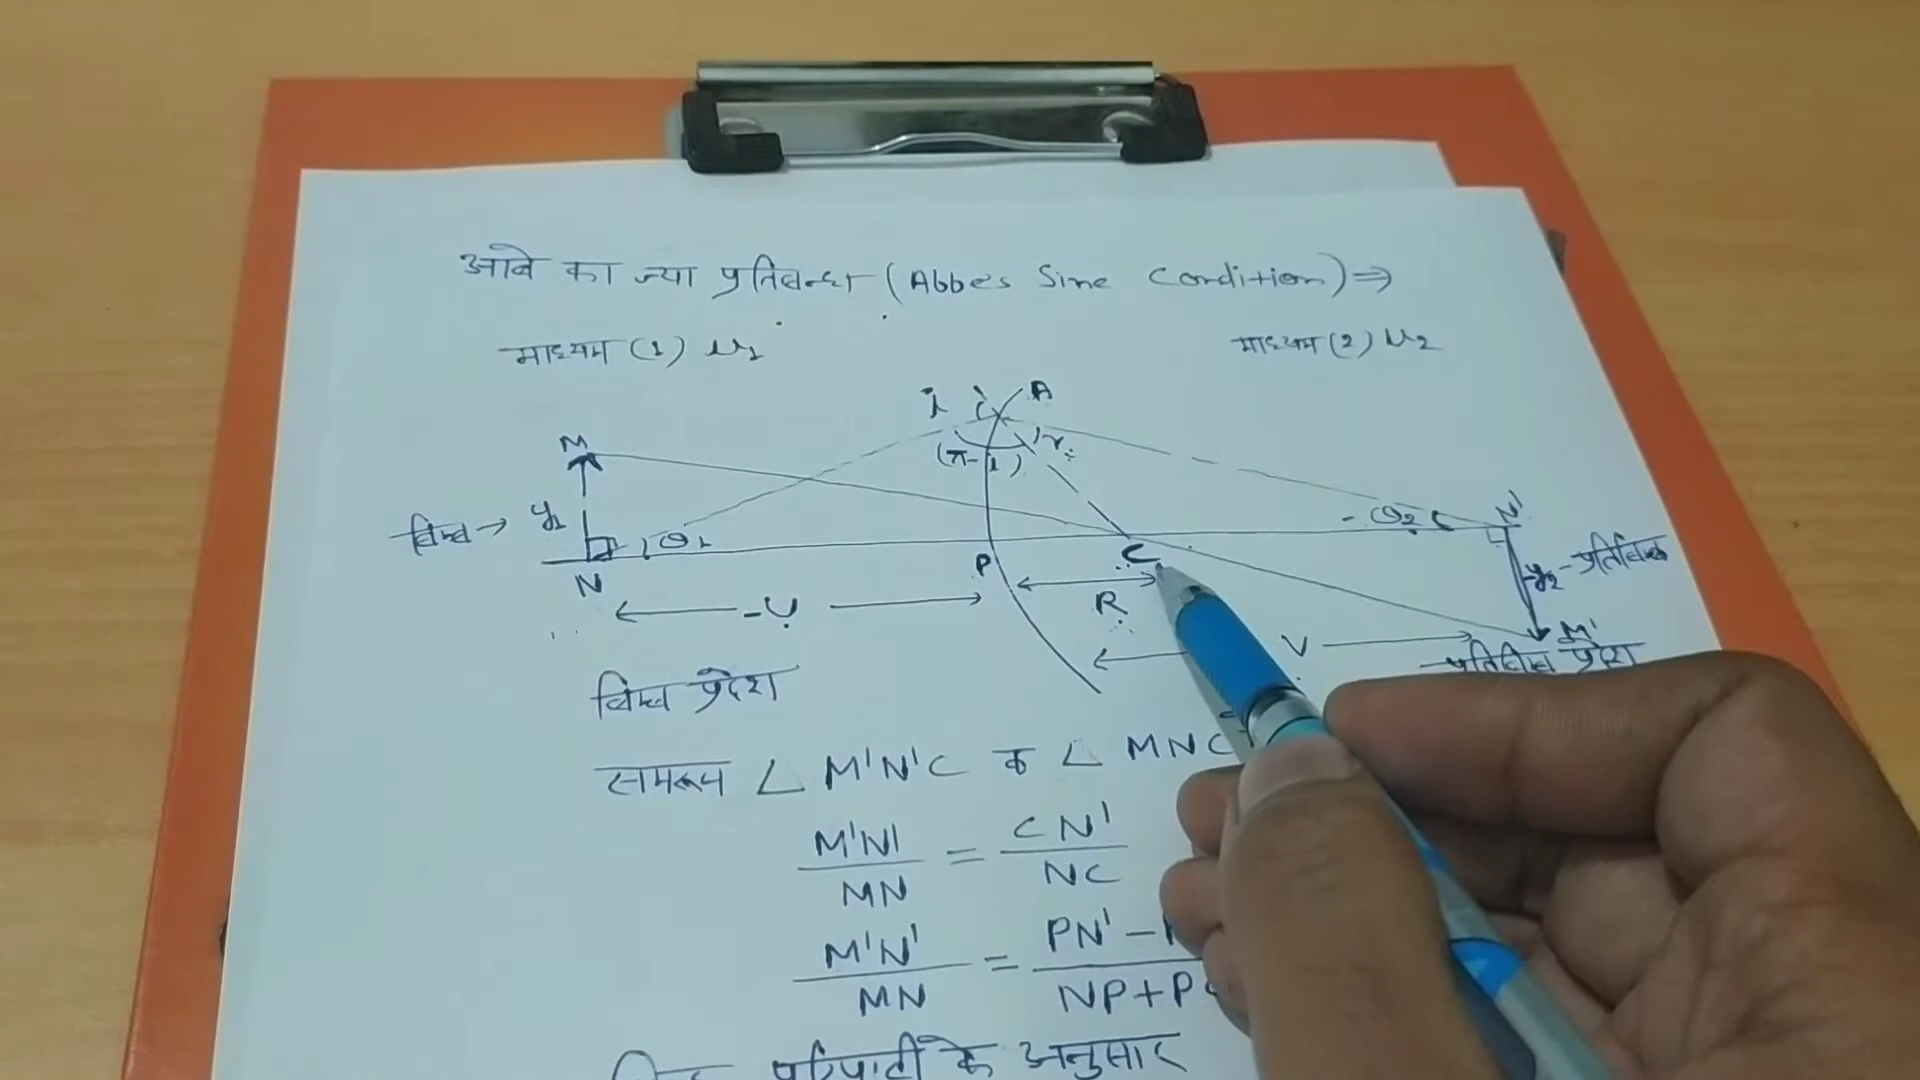 आबे का ज्या प्रतिबन्ध (Abbe's Sine Condition) ⇒
माध्यम (1) μ₁
माध्यम (2) μ₂
i i A
(π-i) r
M
बिम्ब → y₁ θ₁
-θ₂ N'
N P C
-y₂ - प्रतिबिम्ब
-U R
V M'
बिम्ब प्रदेश
प्रतिबिम्ब प्रदेश
समरूप △ M'N'C व △ MNC
M'N' / MN = CN' / NC
M'N' / MN = PN' - / NP+P
परिपाटी के अनुसार